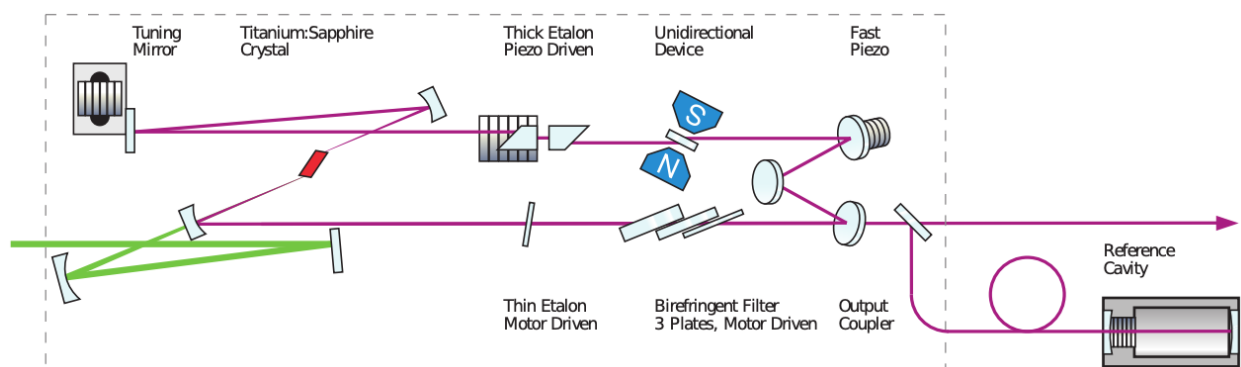 Tuning
Mirror
Titanium:Sapphire
Crystal
Thick Etalon
Piezo Driven
Unidirectional
Device
Fast
Piezo
S
N
Reference
Cavity
Thin Etalon
Motor Driven
Birefringent Filter
3 Plates, Motor Driven
Output
Coupler